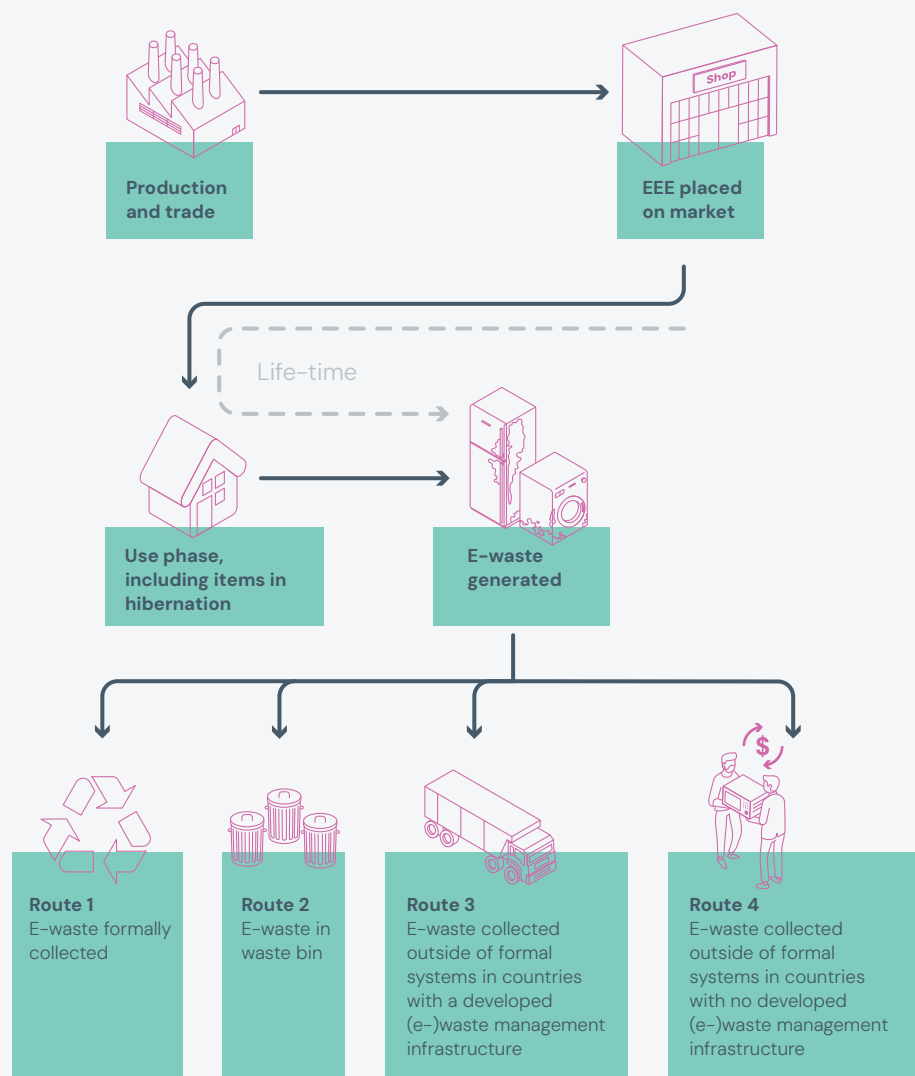 Shop
Production
and trade
EEE placed
on market
Life-time
Use phase,
including items in
hibernation
E-waste
generated
$
Route 1
E-waste formally
collected
Route 2
E-waste in
waste bin
Route 3
E-waste collected
outside of formal
systems in countries
with a developed
(e-)waste management
infrastructure
Route 4
E-waste collected
outside of formal
systems in countries
with no developed
(e-)waste management
infrastructure